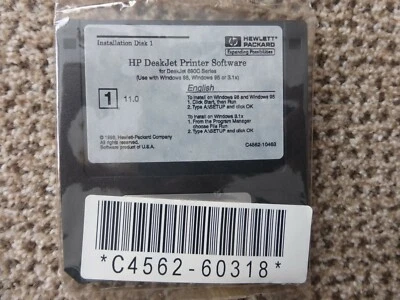 Installation Disk 1
hp
HEWLETT
PACKARD
Expanding Possibilities
HP DeskJet Printer Software
for DeskJet 690C Series
(Use with Windows 98, Windows 95 or 3.1x)
English
1
11.0
To install on Windows 98 and Windows 95
1. Click Start, then Run
2. Type A:\SETUP and click OK
To install on Windows 3.1x
1. From the Program Manager
choose File Run
2. Type A:\SETUP and click OK
Hewlett-Packard Company
All rights reserved.
Software product of U.S.A.
C4562-10462
*C4562-60318*